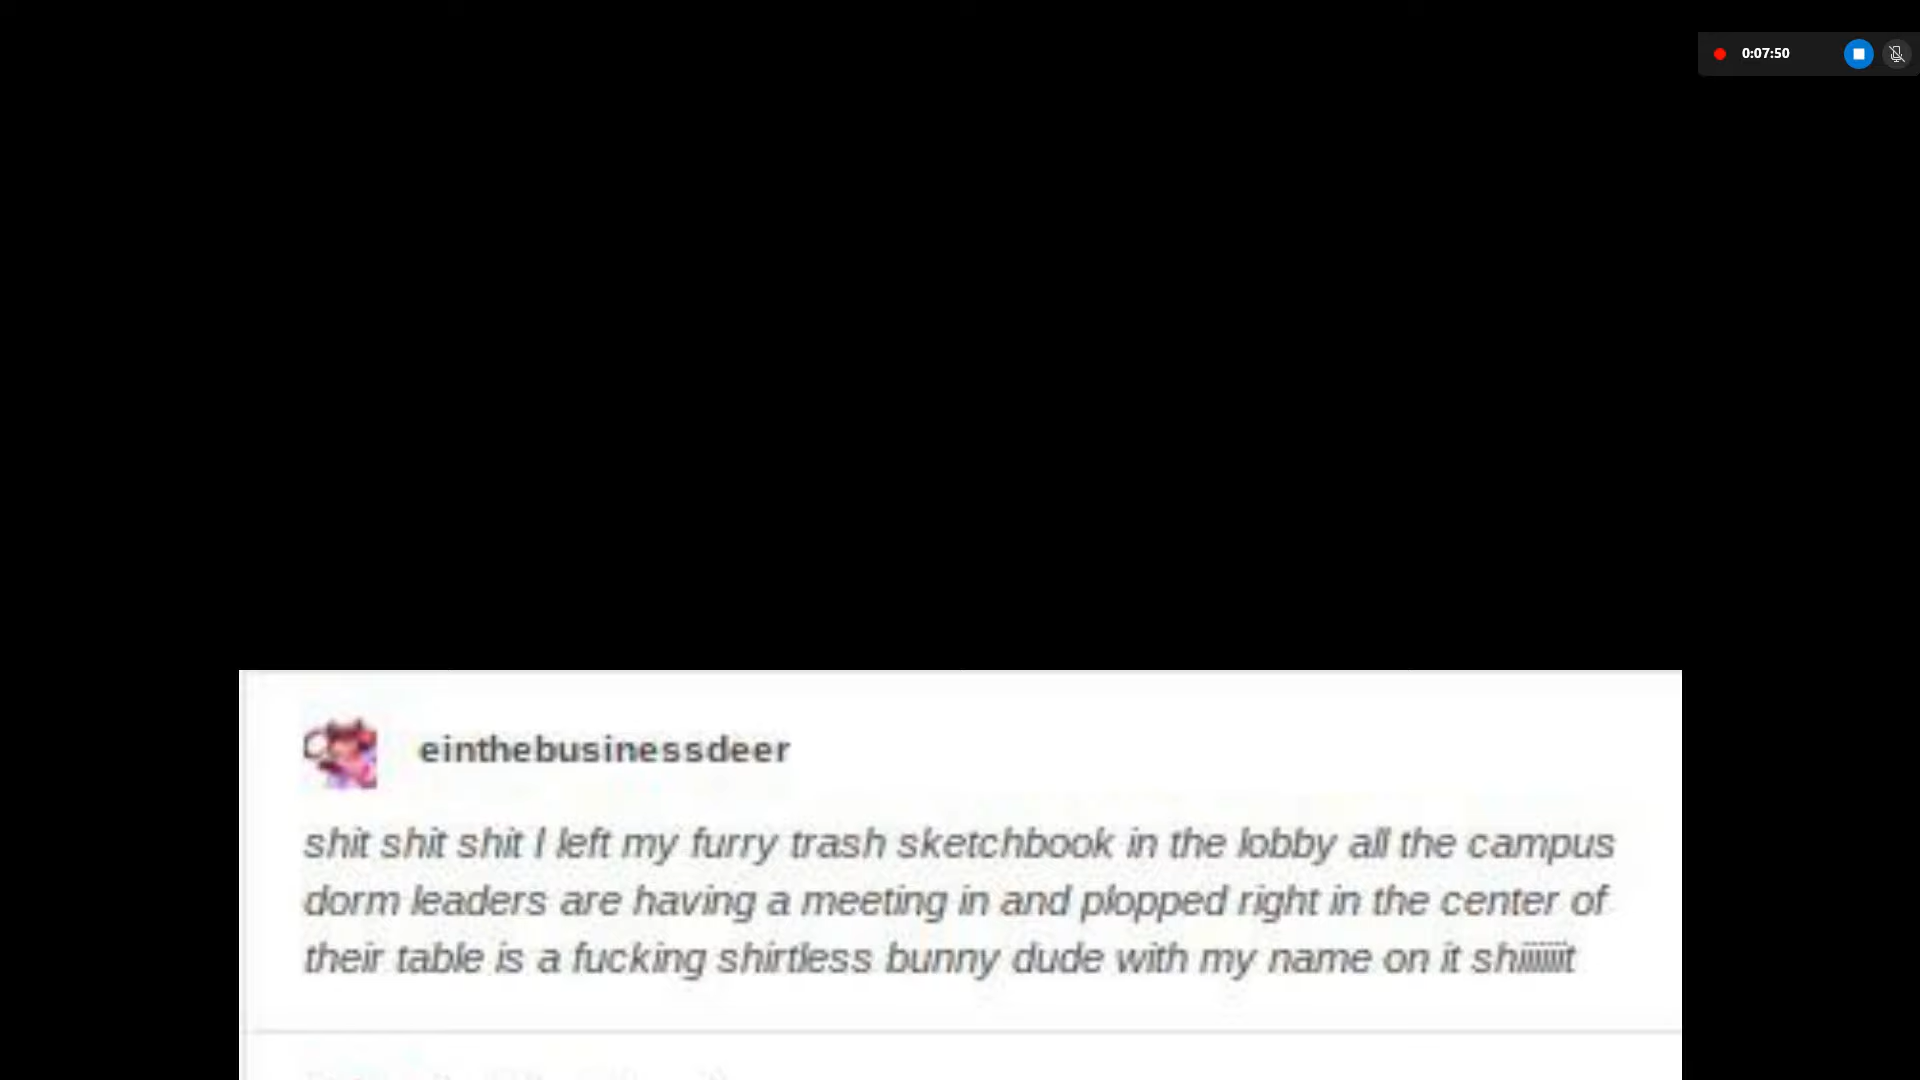 0:07:50
einthebusinessdeer
shit shit shit I left my furry trash sketchbook in the lobby all the campus
dorm leaders are having a meeting in and plopped right in the center of
their table is a fucking shirtless bunny dude with my name on it shiiiiiit